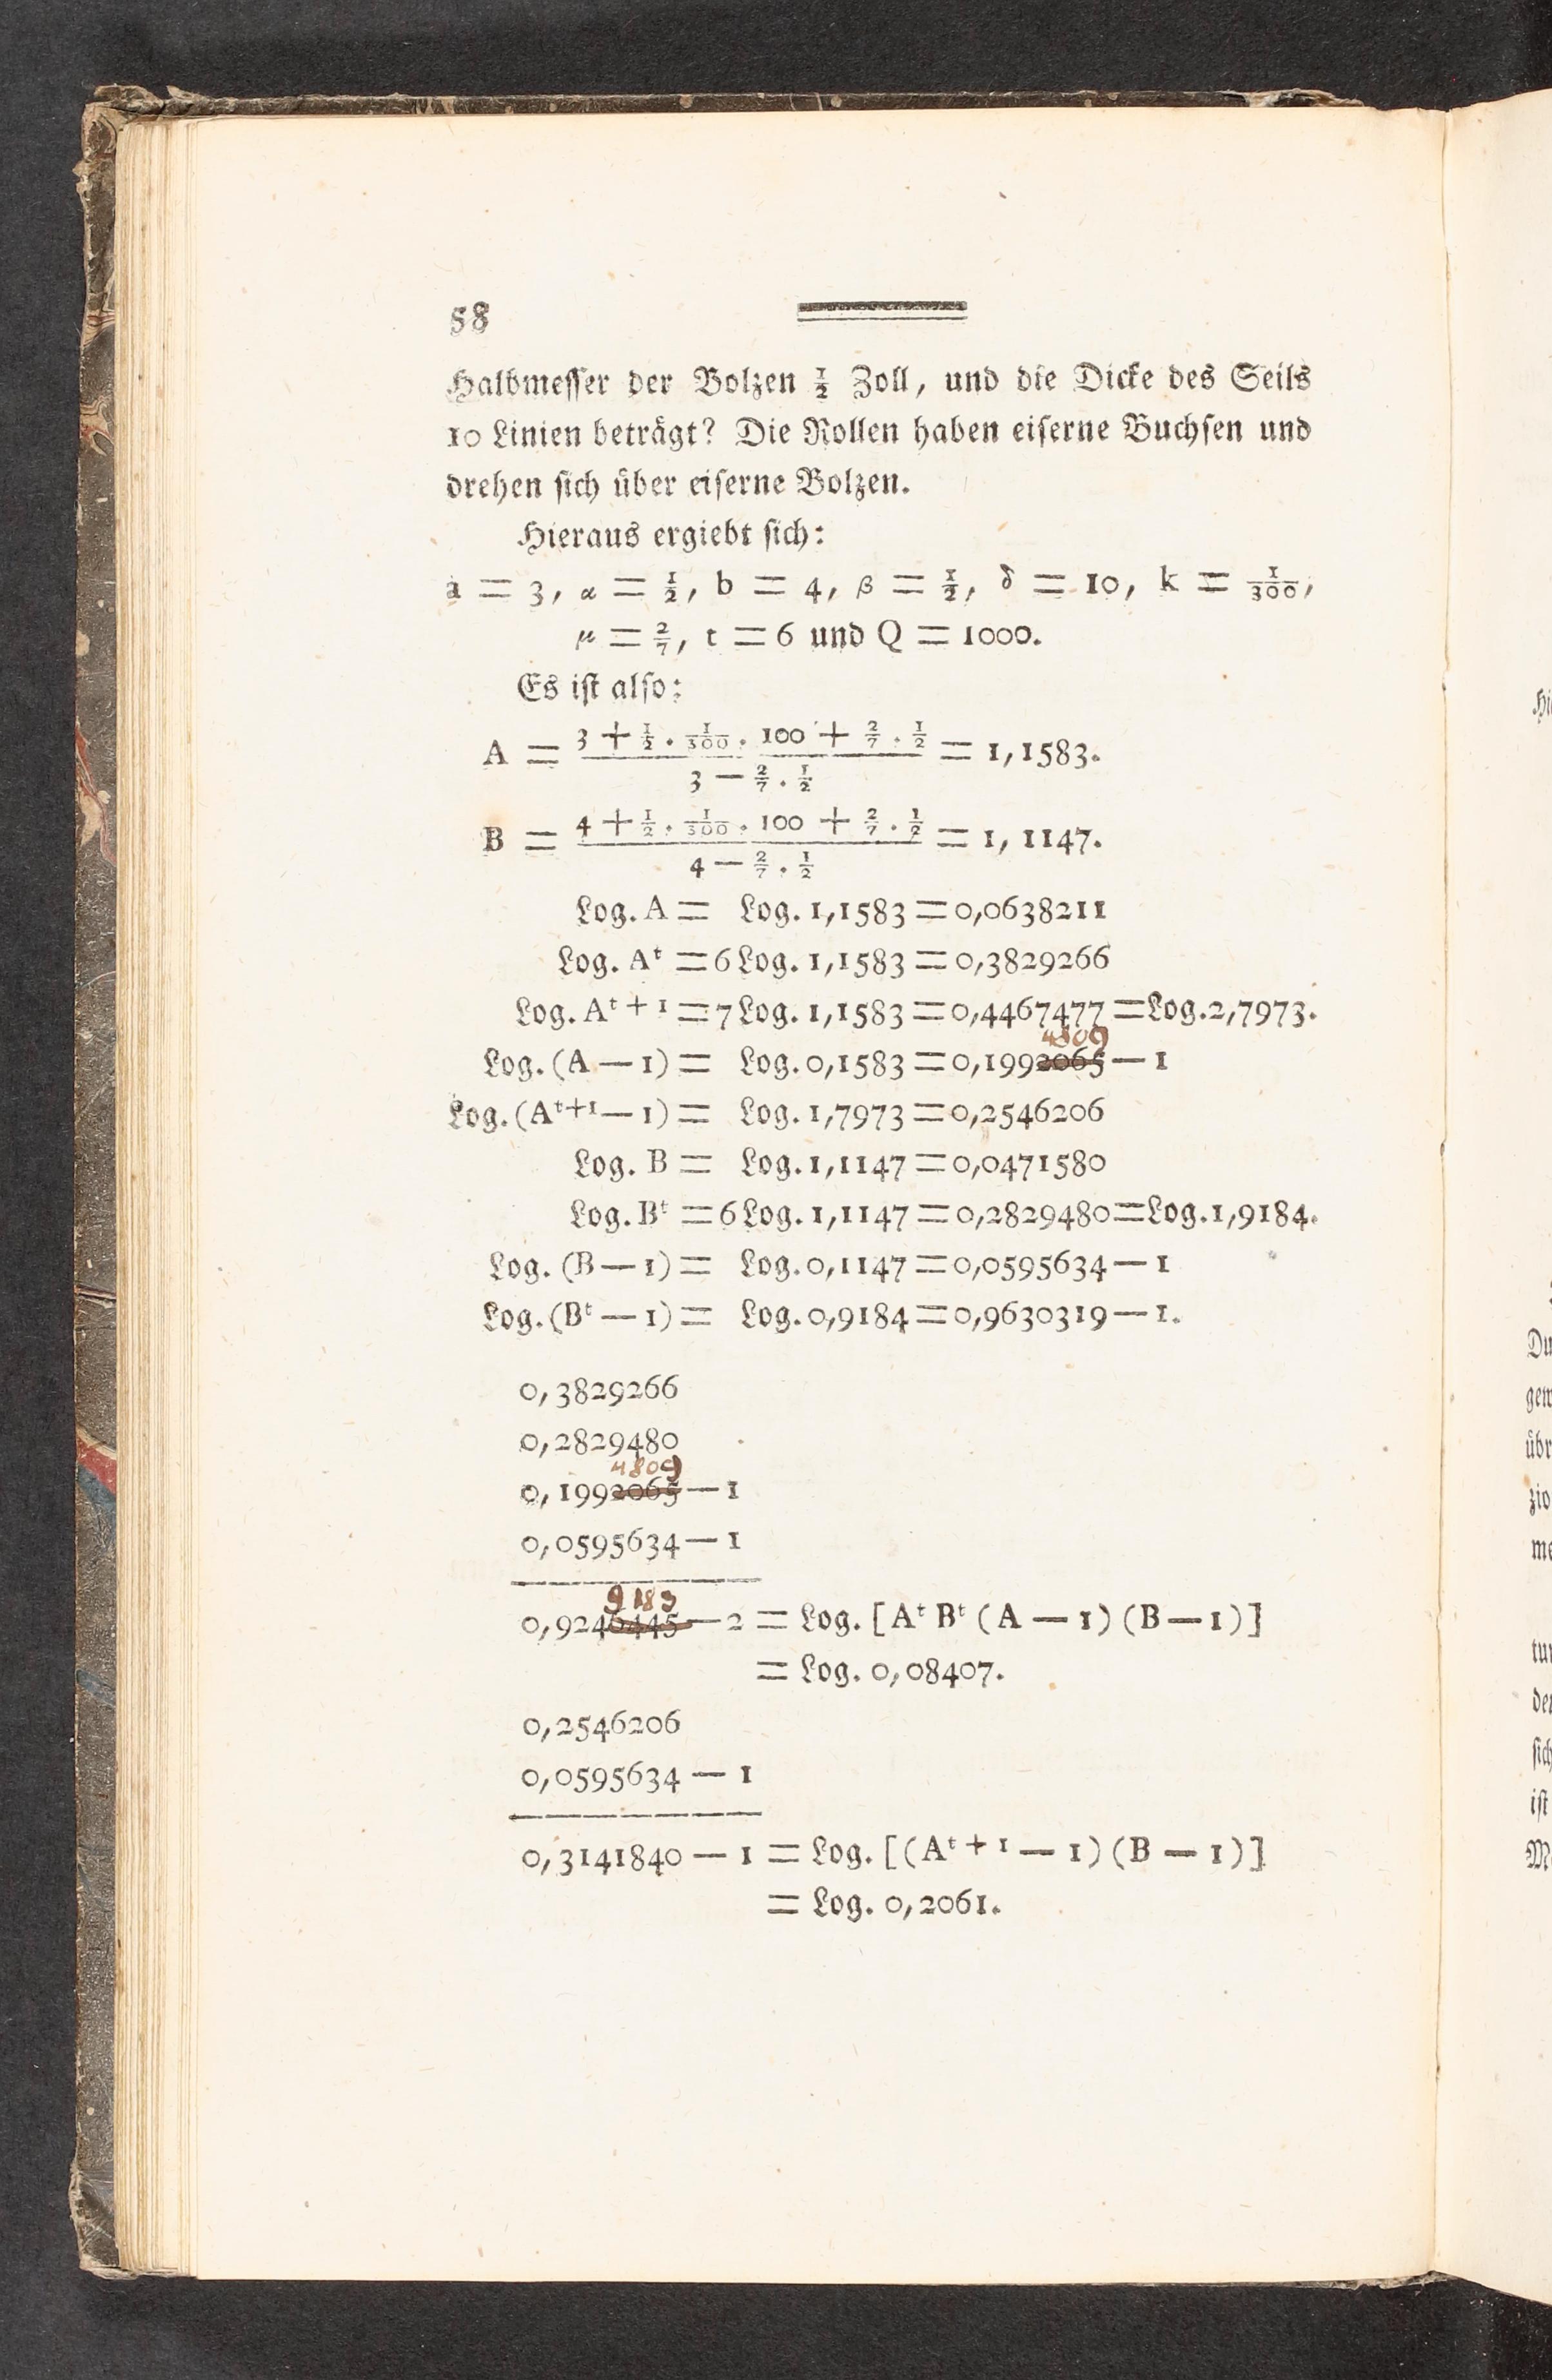 58
Halbmesser der Bolzen ½ Zoll, und die Dicke des Seils
10 Linien beträgt? Die Rollen haben eiserne Buchsen und
drehen sich über eiserne Bolzen.
Hieraus ergiebt sich:
a = 3, α = ½, b = 4, β = ½, δ = 10, k = 1/300,
μ = 2/7, t = 6 und Q = 1000.
Es ist also:
A = (3 + ½ . 1/300 . 100 + 2/7 . ½)/(3 — 2/7 . ½) = 1,1583.
B = (4 + ½ . 1/300 . 100 + 2/7 . ½)/(4 — 2/7 . ½) = 1, 1147.
Log. A = Log. 1,1583 = 0,0638211
Log. Aᵗ = 6 Log. 1,1583 = 0,3829266
Log. Aᵗ⁺¹ = 7 Log. 1,1583 = 0,4467477 = Log. 2,7973.
4809
Log. (A — 1) = Log. 0,1583 = 0,1992065 — 1
Log. (Aᵗ⁺¹ — 1) = Log. 1,7973 = 0,2546206
Log. B = Log. 1,1147 = 0,0471580
Log. Bᵗ = 6 Log. 1,1147 = 0,2829480 = Log. 1,9184.
Log. (B — 1) = Log. 0,1147 = 0,0595634 — 1
Log. (Bᵗ — 1) = Log. 0,9184 = 0,9630319 — 1.
0,3829266
0,2829480
4809
0,1992065 — 1
0,0595634 — 1
9183
0,9246445 — 2 = Log. [Aᵗ Bᵗ (A — 1) (B — 1)]
= Log. 0,08407.
0,2546206
0,0595634 — 1
0,3141840 — 1 = Log. [(Aᵗ⁺¹ — 1) (B — 1)]
= Log. 0,2061.